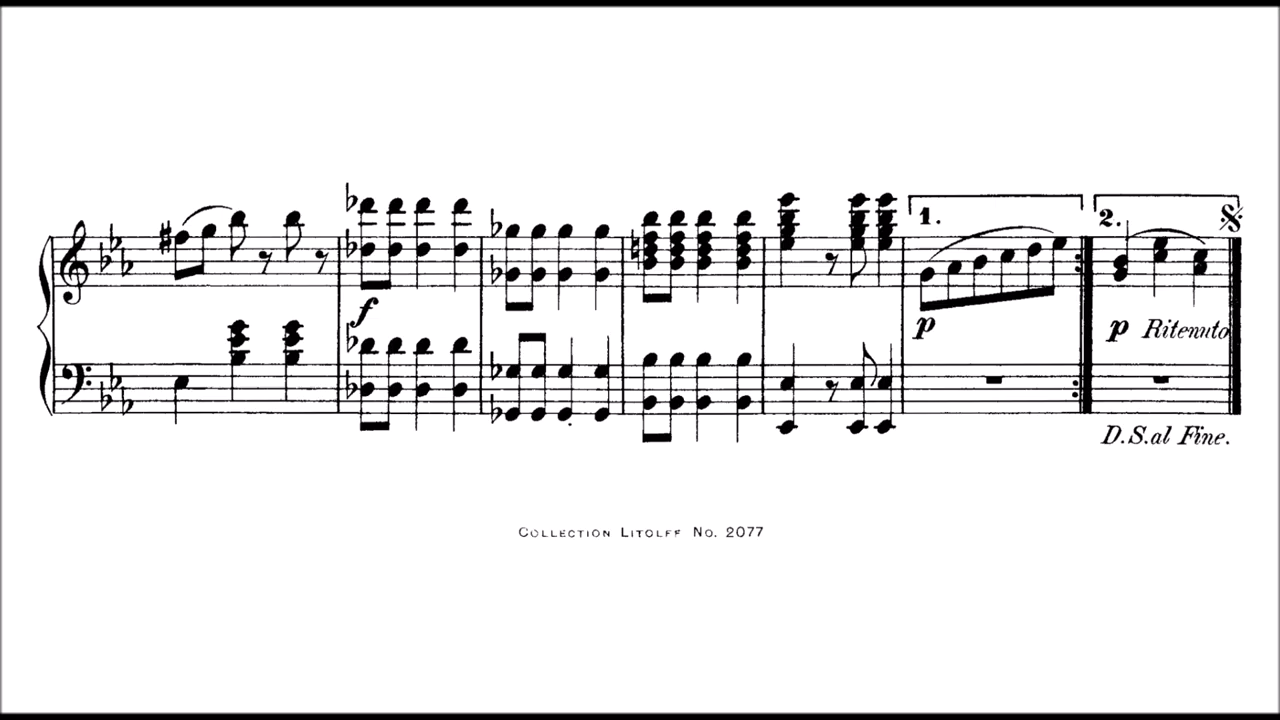 1. 2.
f p p Ritenuto
D.S.al Fine.
COLLECTION LITOLFF No. 2077